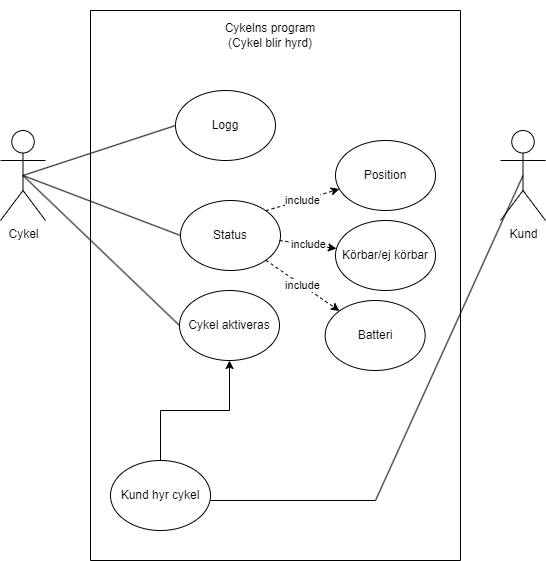 Cykelns program
(Cykel blir hyrd)
Logg
Position
include
Cykel
Status
Kund
include
Körbar/ej körbar
include
Cykel aktiveras
Batteri
Kund hyr cykel